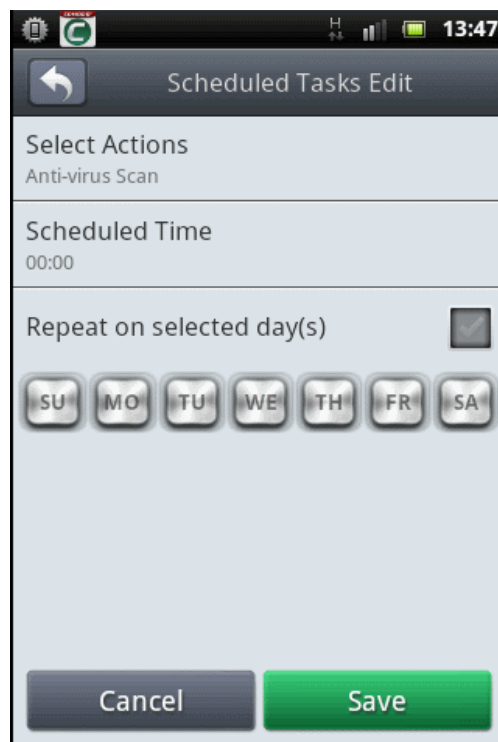 H 13:47
Scheduled Tasks Edit
Select Actions
Anti-virus Scan
Scheduled Time
00:00
Repeat on selected day(s)
SU MO TU WE TH FR SA
Cancel Save